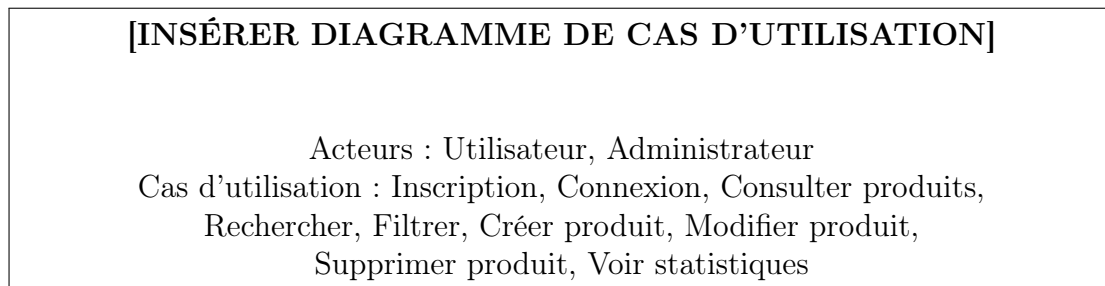 [INSÉRER DIAGRAMME DE CAS D'UTILISATION]
Acteurs : Utilisateur, Administrateur
Cas d'utilisation : Inscription, Connexion, Consulter produits,
Rechercher, Filtrer, Créer produit, Modifier produit,
Supprimer produit, Voir statistiques